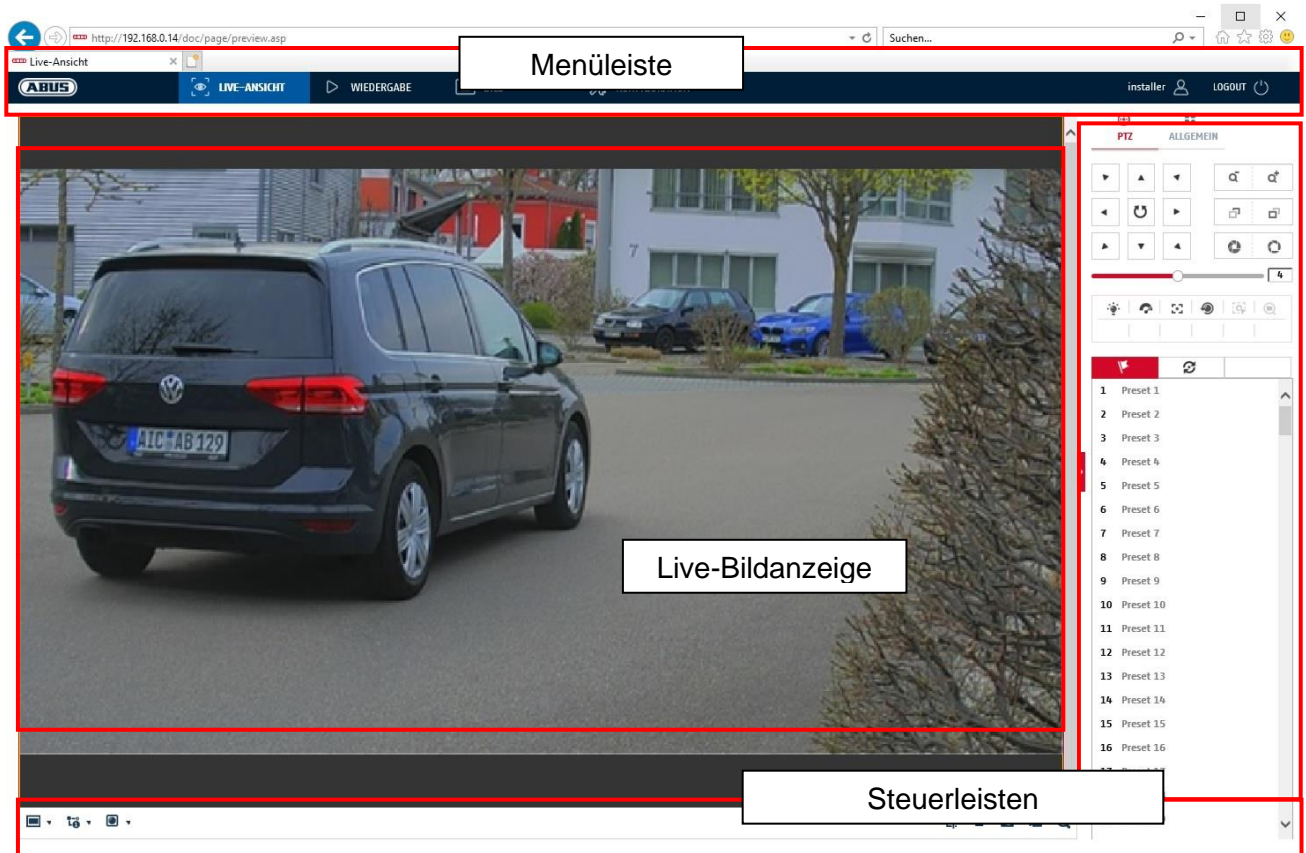 http://192.168.0.14/doc/page/preview.asp
Suchen...
Live-Ansicht
Menüleiste
ABUS
LIVE-ANSICHT
WIEDERGABE
installer
LOGOUT
PTZ
ALLGEMEIN
4
7
AIC AB 129
1 Preset 1
2 Preset 2
3 Preset 3
4 Preset 4
5 Preset 5
6 Preset 6
7 Preset 7
8 Preset 8
9 Preset 9
10 Preset 10
11 Preset 11
12 Preset 12
13 Preset 13
14 Preset 14
15 Preset 15
16 Preset 16
Live-Bildanzeige
Steuerleisten